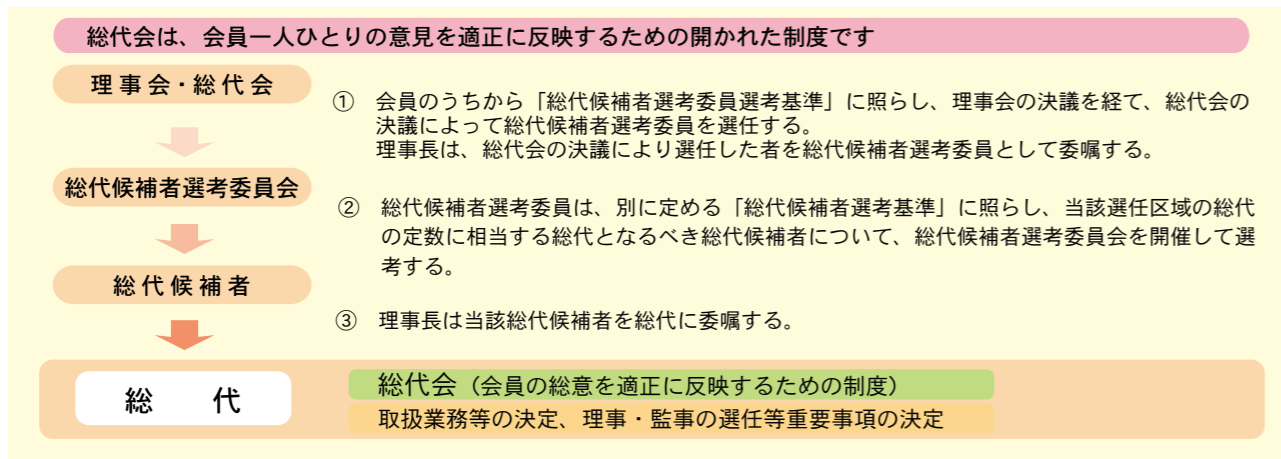 総代会は、会員一人ひとりの意見を適正に反映するための開かれた制度です
理事会・総代会
① 会員のうちから「総代候補者選考委員選考基準」に照らし、理事会の決議を経て、総代会の
決議によって総代候補者選考委員を選任する。
理事長は、総代会の決議により選任した者を総代候補者選考委員として委嘱する。
総代候補者選考委員会
② 総代候補者選考委員は、別に定める「総代候補者選考基準」に照らし、当該選任区域の総代
の定数に相当する総代となるべき総代候補者について、総代候補者選考委員会を開催して選
考する。
総代候補者
③ 理事長は当該総代候補者を総代に委嘱する。
総 代
総代会（会員の総意を適正に反映するための制度）
取扱業務等の決定、理事・監事の選任等重要事項の決定